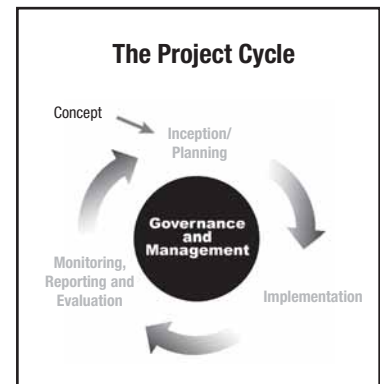 The Project Cycle
Concept
Inception/
Planning
Governance
and
Management
Monitoring,
Reporting and
Evaluation
Implementation